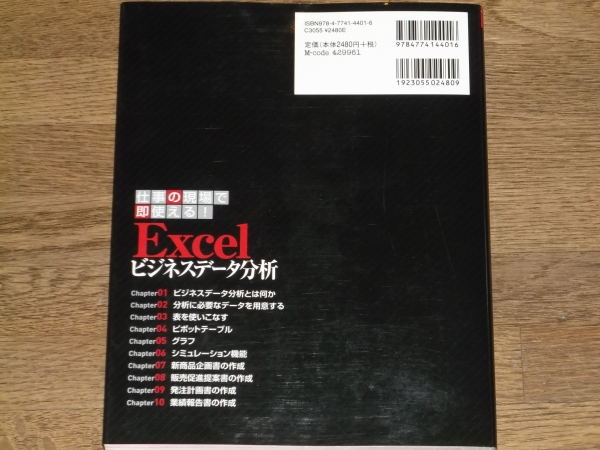 ISBN978-4-7741-4401-6
C3055 ¥2480E
定価(本体2480円+税)
M-code 429961
9784774144016
1923055024809
仕事の現場で
即使える!
Excel
ビジネスデータ分析
Chapter01 ビジネスデータ分析とは何か
Chapter02 分析に必要なデータを用意する
Chapter03 表を使いこなす
Chapter04 ピボットテーブル
Chapter05 グラフ
Chapter06 シミュレーション機能
Chapter07 新商品企画書の作成
Chapter08 販売促進提案書の作成
Chapter09 発注計画書の作成
Chapter10 業績報告書の作成